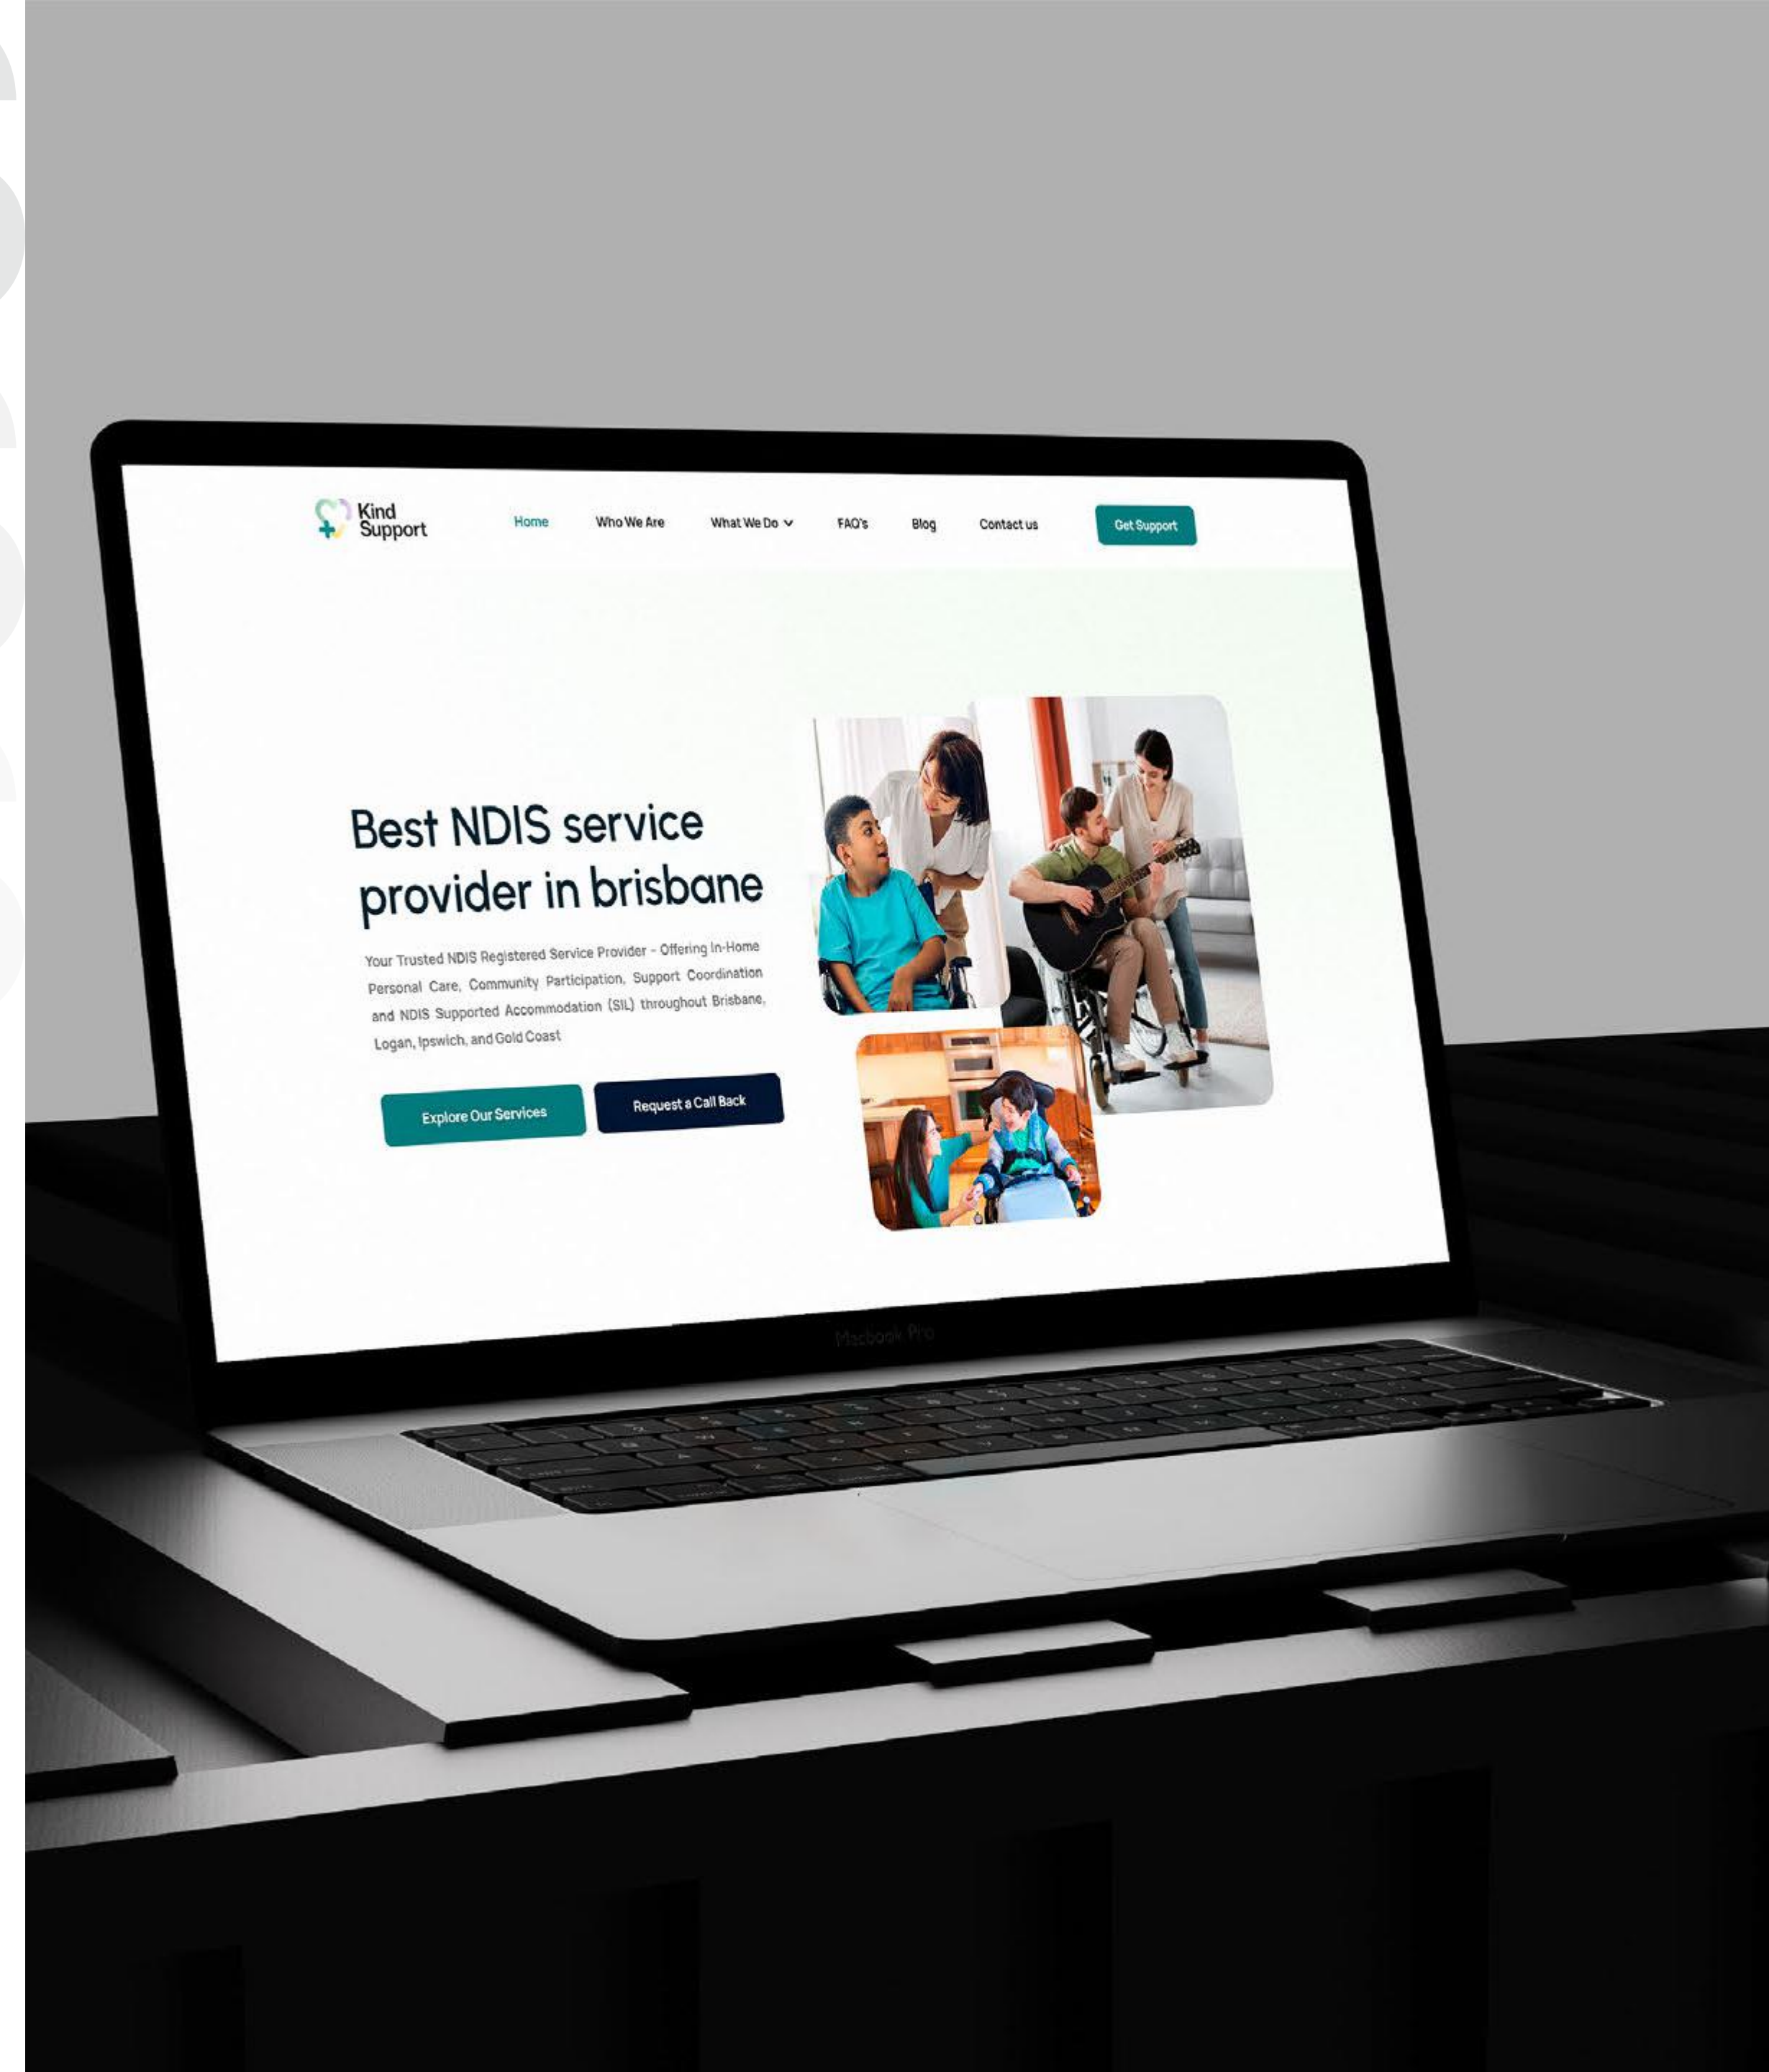 Kind
Support
Home
Who We Are
What We Do
FAQ's
Blog
Contact us
Get Support
Best NDIS service
provider in brisbane
Your Trusted NDIS Registered Service Provider - Offering In-Home
Personal Care, Community Participation, Support Coordination
and NDIS Supported Accommodation (SIL) throughout Brisbane,
Logan, Ipswich, and Gold Coast
Explore Our Services
Request a Call Back
Macbook Pro